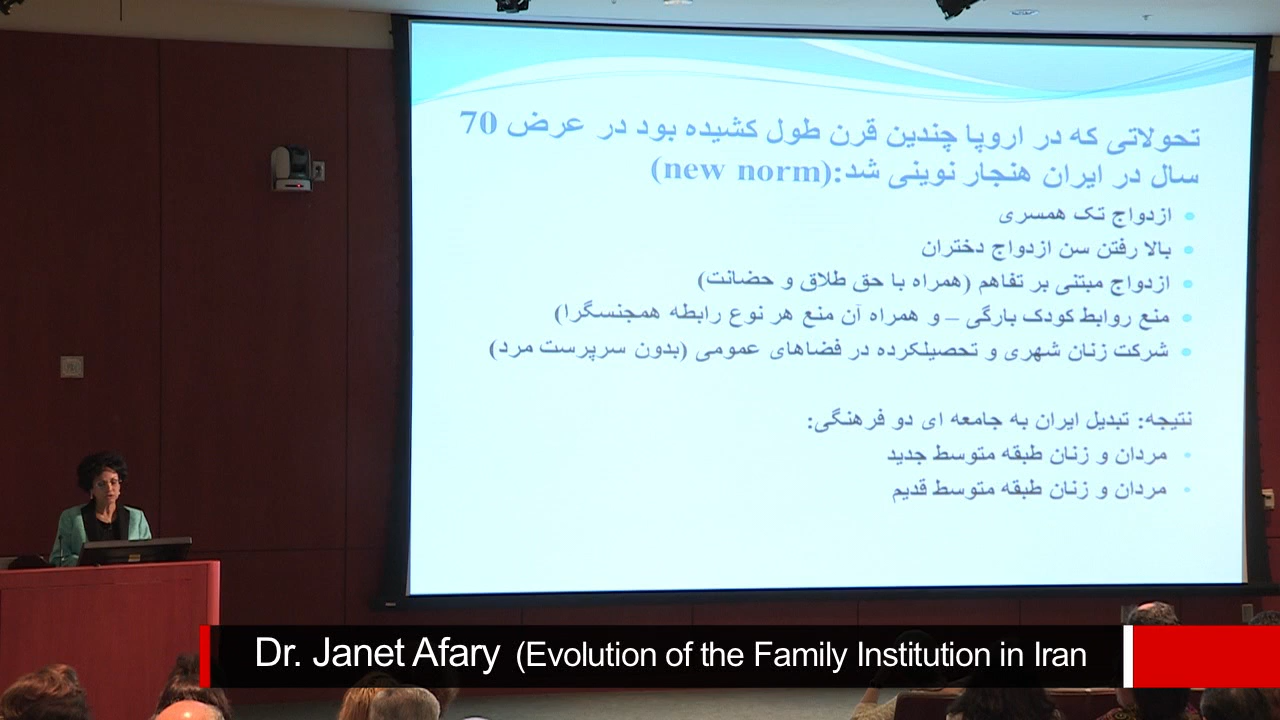 تحولاتی که در اروپا چندین قرن طول کشیده بود در عرض 70
سال در ایران هنجار نوینی شد:(new norm)
ازدواج تک همسری
بالا رفتن سن ازدواج دختران
ازدواج مبتنی بر تفاهم (همراه با حق طلاق و حضانت)
منع روابط کودک بارگی – و همراه آن منع هر نوع رابطه همجنسگرا)
شرکت زنان شهری و تحصیلکرده در فضاهای عمومی (بدون سرپرست مرد)
نتیجه: تبدیل ایران به جامعه ای دو فرهنگی:
مردان و زنان طبقه متوسط جدید
مردان و زنان طبقه متوسط قدیم
Dr. Janet Afary (Evolution of the Family Institution in Iran